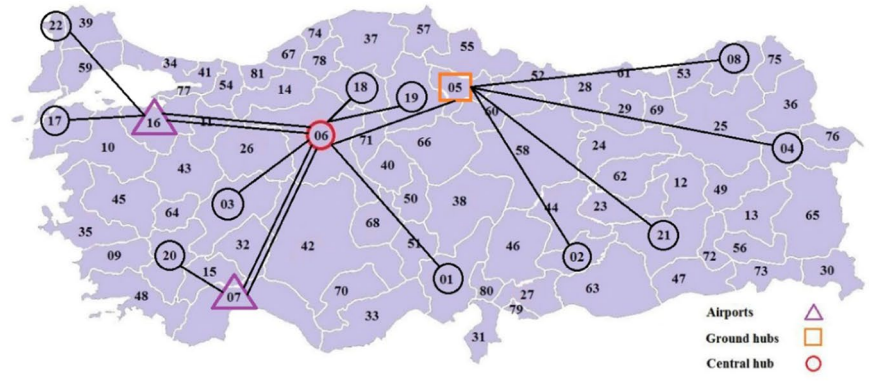 22 39 74 37 57 55
59 34 67 78 52 61 53 08 75
41 81 54 14 18 19 05 28 36
77 17 16 11 06 71 60 29 69 25 76
10 26 66 58 24 04
43 40 62 12 49
45 64 03 50 38 44 23 13 65
35 32 68 51 46 21 56
09 20 15 42 01 02 72 73 30
48 07 70 80 27 63 47
33 79
31
Airports
Ground hubs
Central hub